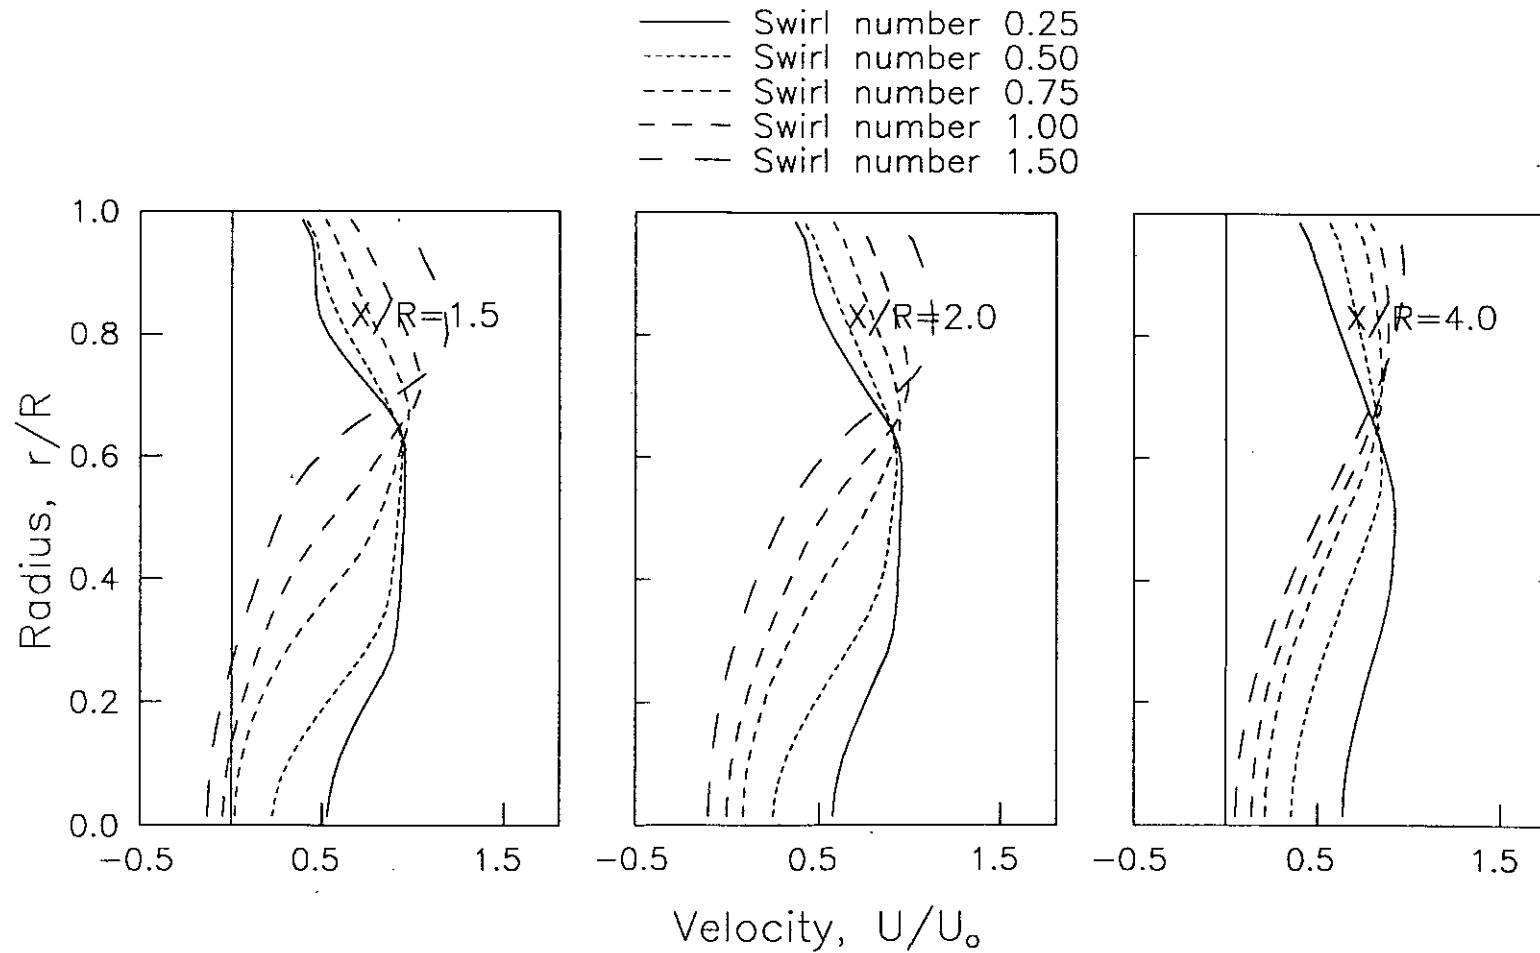 Swirl number 0.25
Swirl number 0.50
Swirl number 0.75
Swirl number 1.00
Swirl number 1.50
1.0
0.8
0.6
0.4
0.2
0.0
Radius, r/R
X/R=1.5
X/R=2.0
X/R=4.0
-0.5 0.5 1.5
-0.5 0.5 1.5
-0.5 0.5 1.5
Velocity, U/U₀